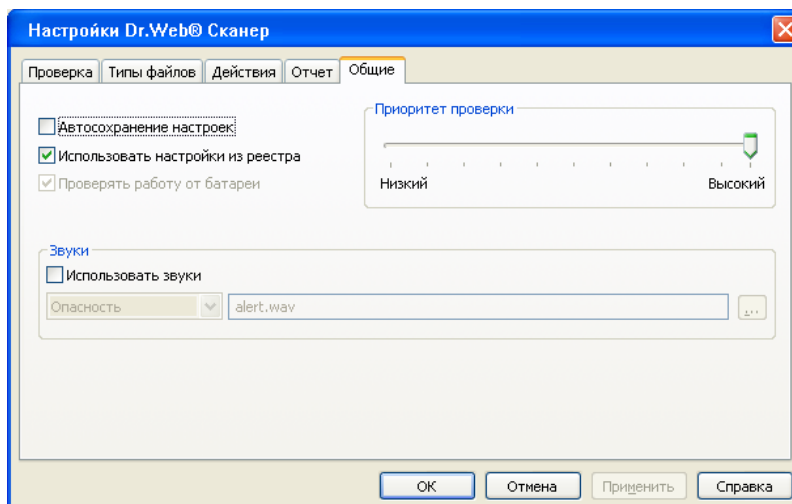 Настройки Dr.Web® Сканер
Проверка Типы файлов Действия Отчет Общие
Автосохранение настроек
Использовать настройки из реестра
Проверять работу от батареи
Приоритет проверки
Низкий Высокий
Звуки
Использовать звуки
Опасность alert.wav ...
ОК Отмена Применить Справка